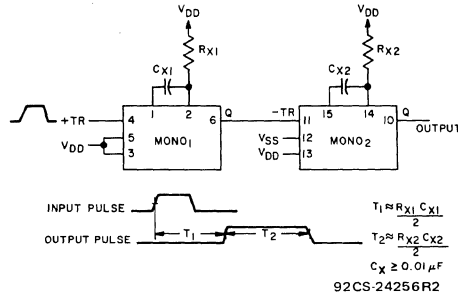 VDD
RX1
CX1
VDD
RX2
CX2
+TR
4
1
2
6
Q
5
3
VDD
MONO1
-TR
11
15
14
10
Q
OUTPUT
VSS
12
VDD
13
MONO2
INPUT PULSE
OUTPUT PULSE
T1
T2
T1≈ RX1 CX1
2
T2≈ RX2 CX2
2
CX ≥ 0.01 µF
92CS-24256R2